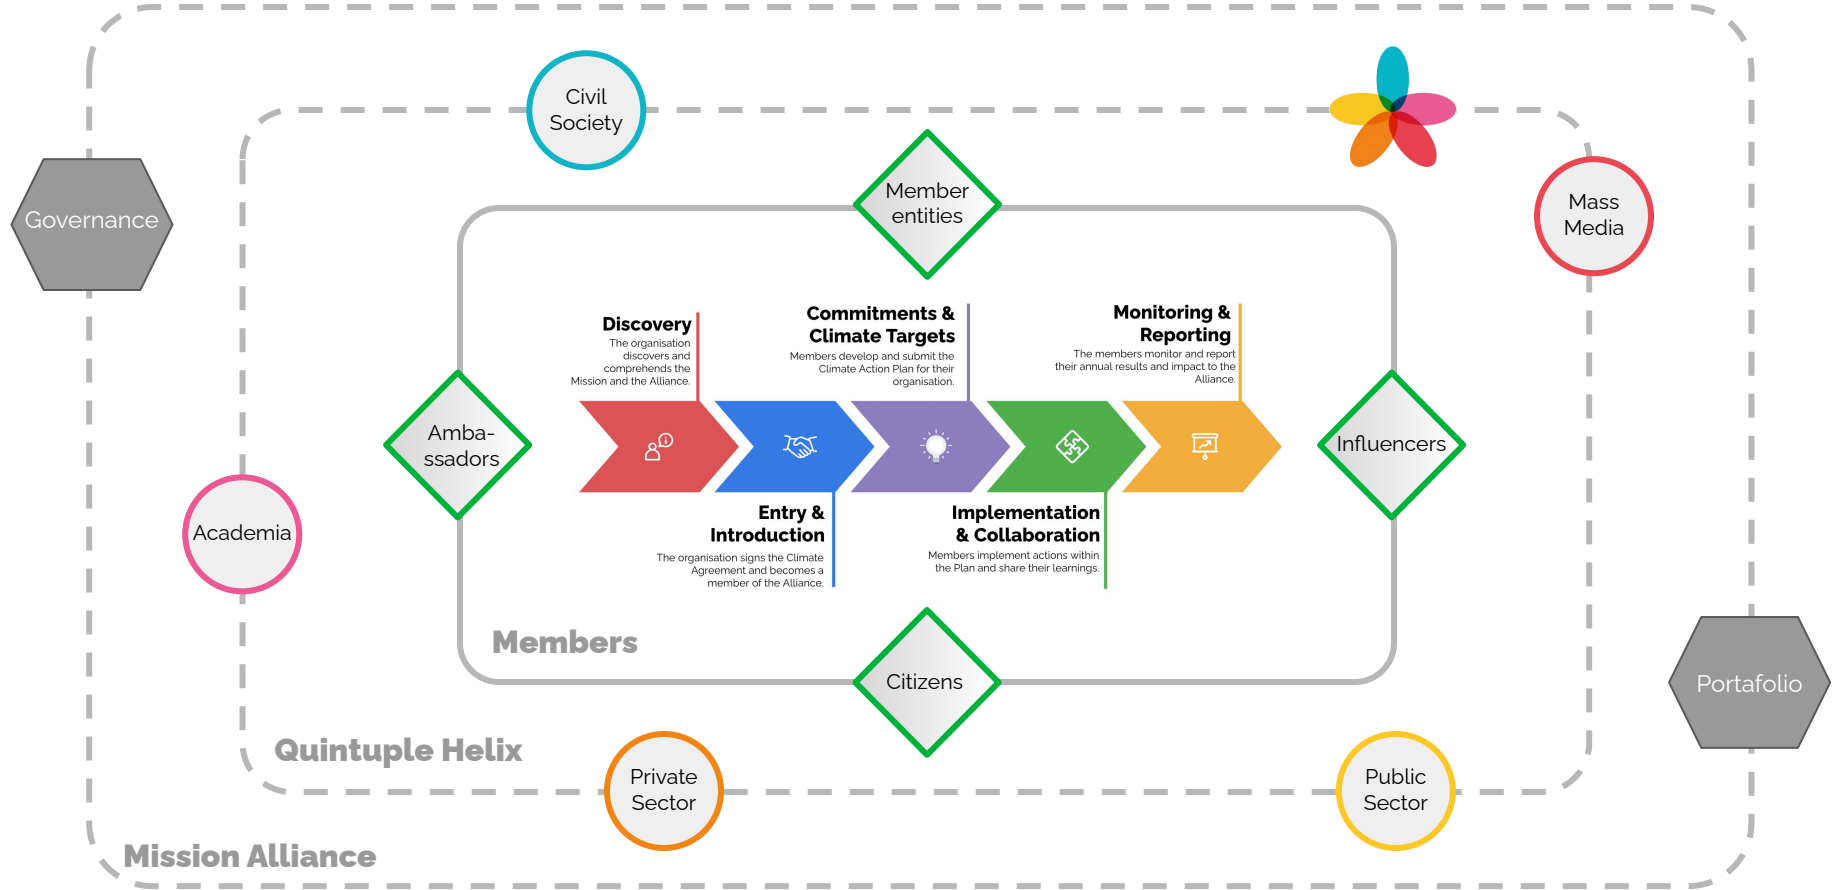 Civil
Society
Member
entities
Mass
Media
Governance
Discovery
The organisation
discovers and
comprehends the
Mission and the Alliance.
Commitments &
Climate Targets
Members develop and submit the
Climate Action Plan for their
organisation.
Monitoring &
Reporting
The members monitor and report
their annual results and impact to the
Alliance.
Amba-
ssadors
Influencers
Academia
Entry &
Introduction
The organisation signs the Climate
Agreement and becomes a
member of the Alliance.
Implementation
& Collaboration
Members implement actions within
the Plan and share their learnings.
Members
Citizens
Portafolio
Quintuple Helix
Private
Sector
Public
Sector
Mission Alliance